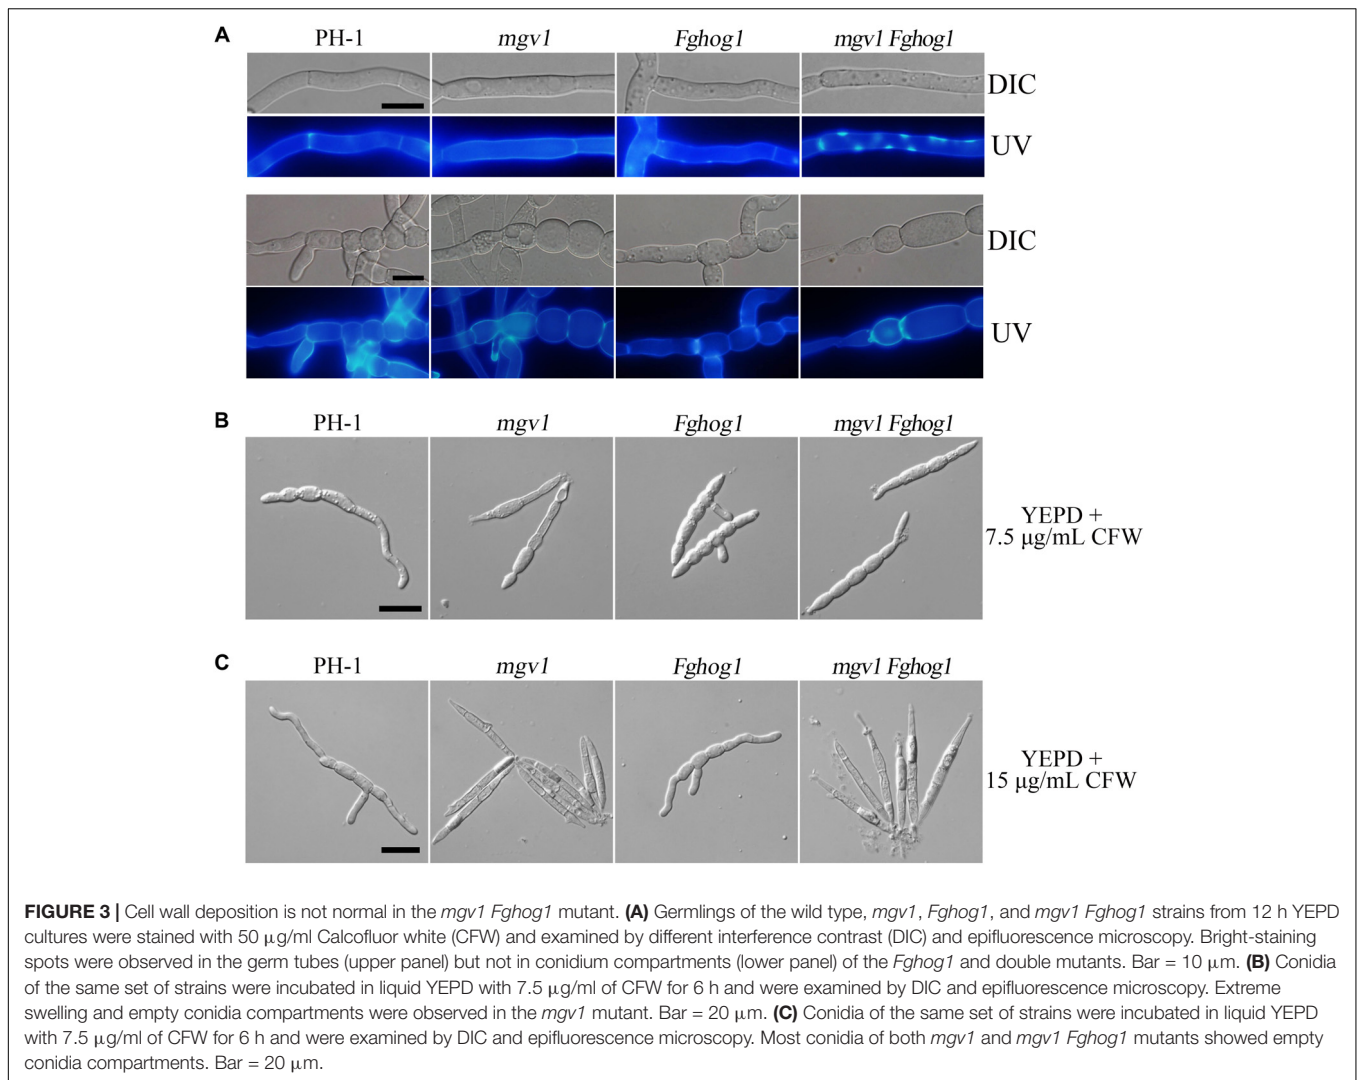 A PH-1 mgv1 Fghog1 mgv1 Fghog1
DIC
UV
DIC
UV
B PH-1 mgv1 Fghog1 mgv1 Fghog1
YEPD +
7.5 μg/mL CFW
C PH-1 mgv1 Fghog1 mgv1 Fghog1
YEPD +
15 μg/mL CFW
FIGURE 3 | Cell wall deposition is not normal in the mgv1 Fghog1 mutant. (A) Germlings of the wild type, mgv1, Fghog1, and mgv1 Fghog1 strains from 12 h YEPD
cultures were stained with 50 μg/ml Calcofluor white (CFW) and examined by different interference contrast (DIC) and epifluorescence microscopy. Bright-staining
spots were observed in the germ tubes (upper panel) but not in conidium compartments (lower panel) of the Fghog1 and double mutants. Bar = 10 μm. (B) Conidia
of the same set of strains were incubated in liquid YEPD with 7.5 μg/ml of CFW for 6 h and were examined by DIC and epifluorescence microscopy. Extreme
swelling and empty conidia compartments were observed in the mgv1 mutant. Bar = 20 μm. (C) Conidia of the same set of strains were incubated in liquid YEPD
with 7.5 μg/ml of CFW for 6 h and were examined by DIC and epifluorescence microscopy. Most conidia of both mgv1 and mgv1 Fghog1 mutants showed empty
conidia compartments. Bar = 20 μm.